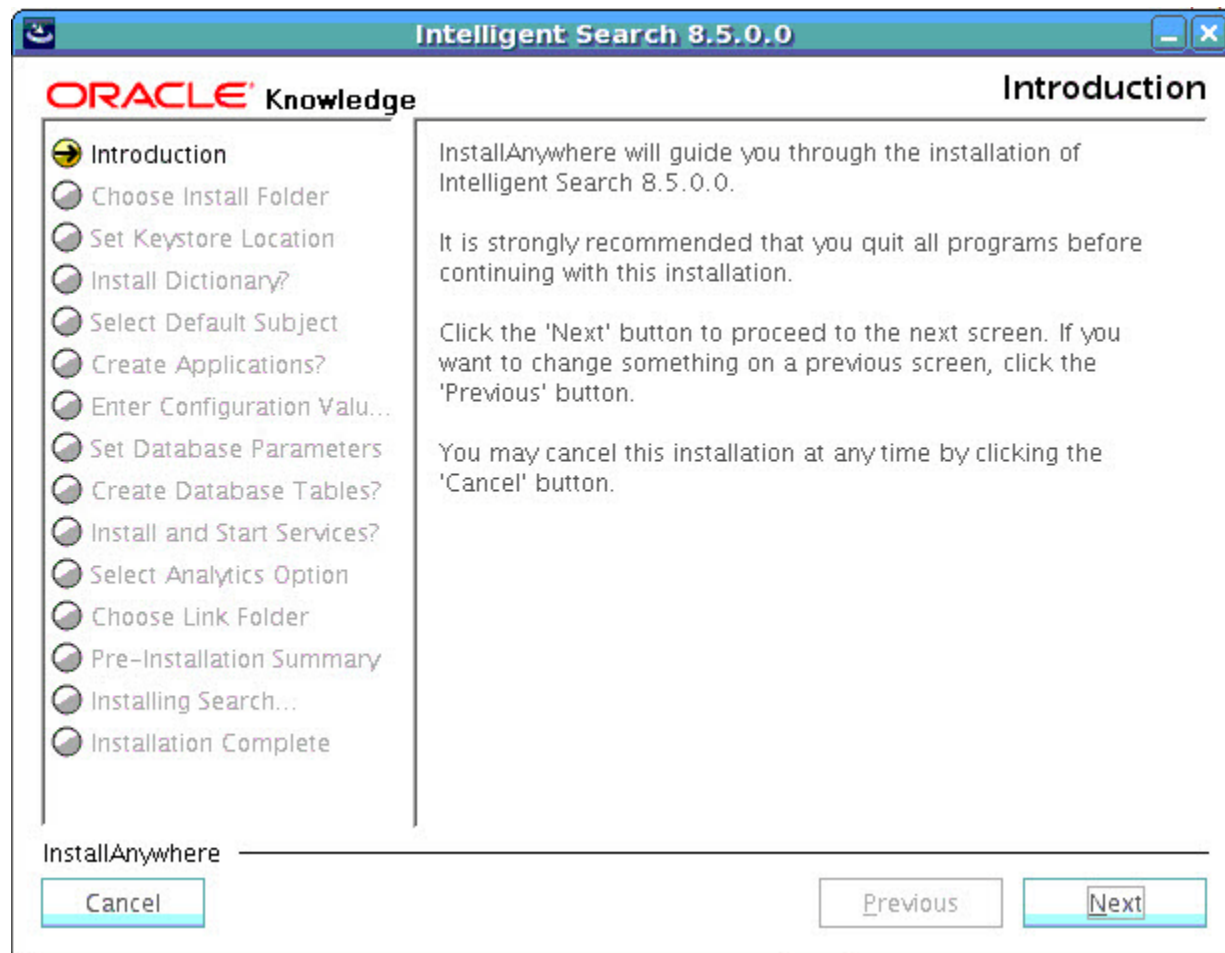 Intelligent Search 8.5.0.0
ORACLE Knowledge
Introduction
Introduction
Choose Install Folder
Set Keystore Location
Install Dictionary?
Select Default Subject
Create Applications?
Enter Configuration Valu...
Set Database Parameters
Create Database Tables?
Install and Start Services?
Select Analytics Option
Choose Link Folder
Pre-Installation Summary
Installing Search...
Installation Complete
InstallAnywhere will guide you through the installation of
Intelligent Search 8.5.0.0.
It is strongly recommended that you quit all programs before
continuing with this installation.
Click the 'Next' button to proceed to the next screen. If you
want to change something on a previous screen, click the
'Previous' button.
You may cancel this installation at any time by clicking the
'Cancel' button.
InstallAnywhere
Cancel
Previous
Next